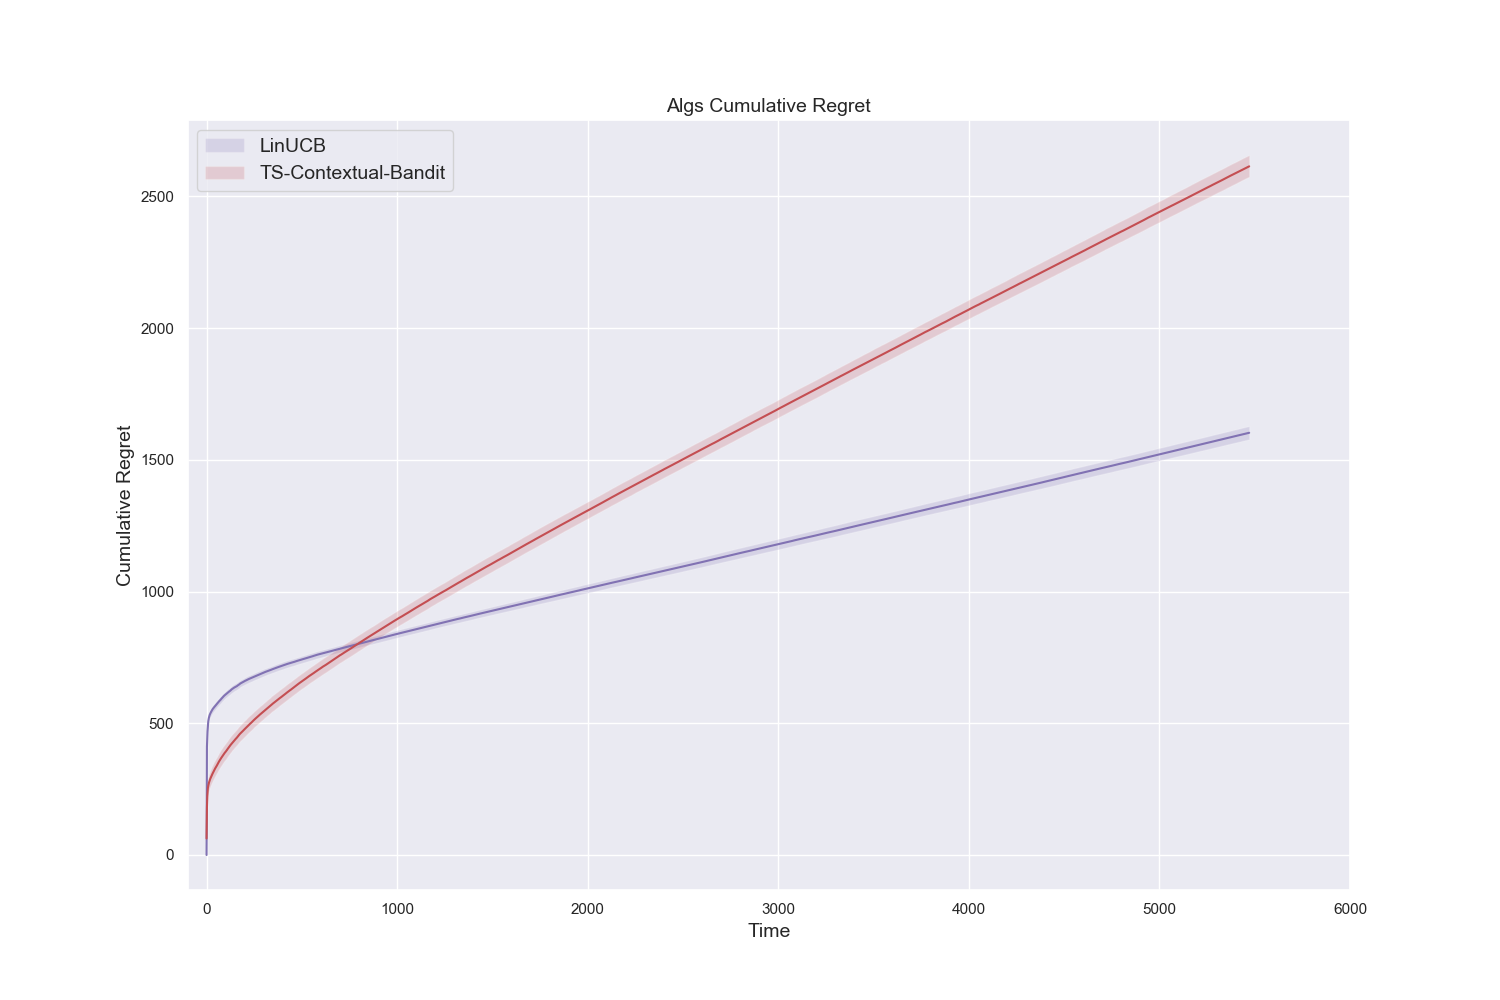 Algs Cumulative Regret
LinUCB
TS-Contextual-Bandit
Cumulative Regret
2500
2000
1500
1000
500
0
0 1000 2000 3000 4000 5000 6000
Time